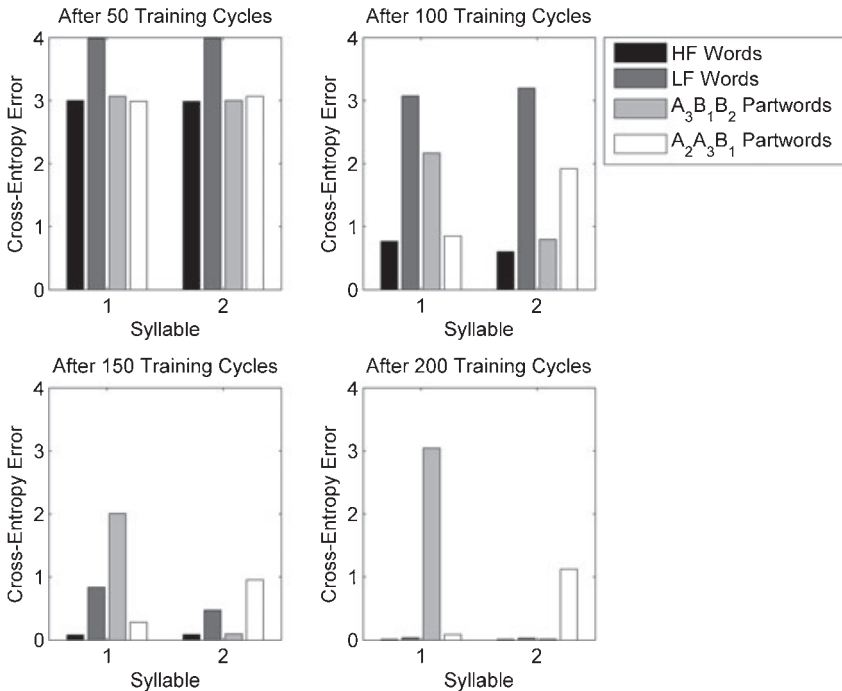 After 50 Training Cycles
4
3
2
1
0
Cross-Entropy Error
1 2
Syllable
After 100 Training Cycles
4
3
2
1
0
Cross-Entropy Error
1 2
Syllable
HF Words
LF Words
A₃B₁B₂ Partwords
A₂A₃B₁ Partwords
After 150 Training Cycles
4
3
2
1
0
Cross-Entropy Error
1 2
Syllable
After 200 Training Cycles
4
3
2
1
0
Cross-Entropy Error
1 2
Syllable